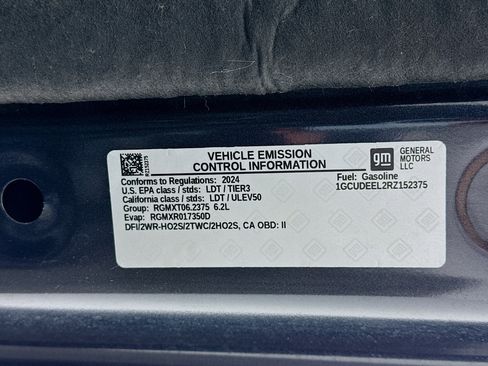 RZ152375
VEHICLE EMISSION
CONTROL INFORMATION
gm
GENERAL
MOTORS
LLC
Conforms to Regulations: 2024
Fuel: Gasoline
U.S. EPA class / stds: LDT / TIER3
1GCUDEEL2RZ152375
California class / stds: LDT / ULEV50
Group: RGMXT06.2375 6.2L
Evap: RGMXR017350D
DFI/2WR-HO2S/2TWC/2HO2S, CA OBD: II